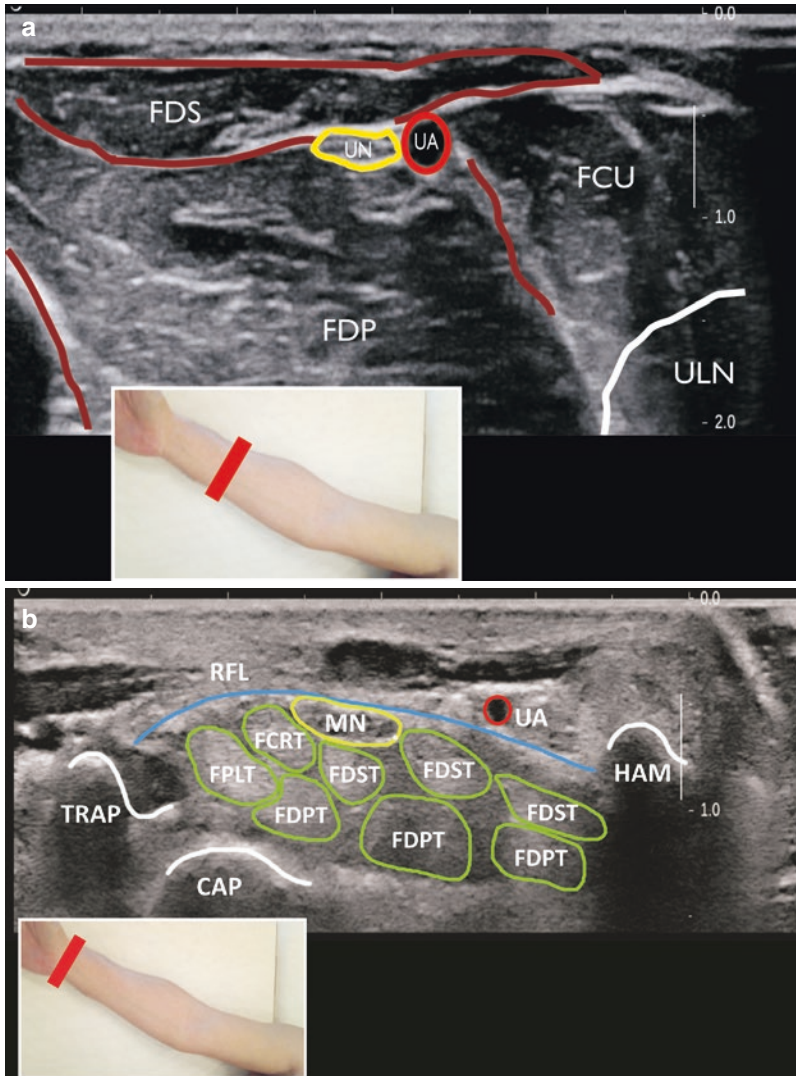 a
0.0
FDS
UN
UA
FCU
1.0
FDP
ULN
2.0
b
0.0
RFL
MN
UA
FCRT
FPLT
FDST
FDST
HAM
TRAP
FDPT
FDST
1.0
FDPT
FDPT
CAP